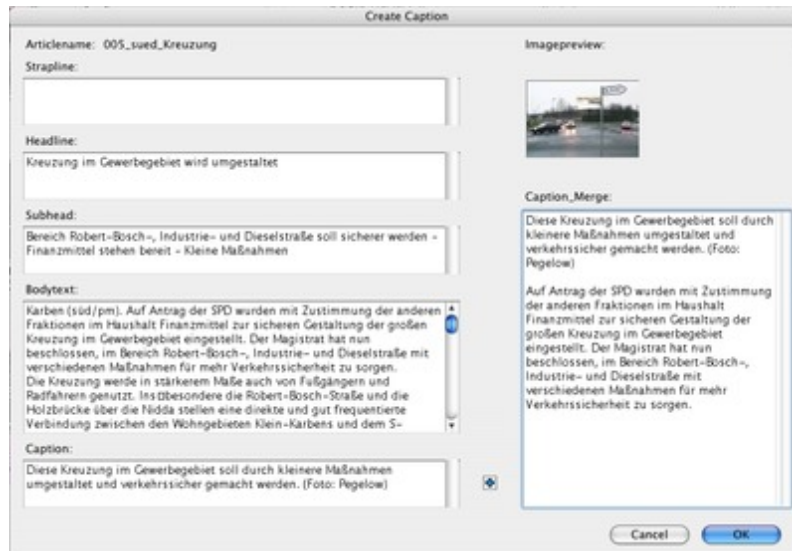 Create Caption
Articlename: 005_sued_Kreuzung
Strapline:
Headline:
Kreuzung im Gewerbegebiet wird umgestaltet
Subhead:
Bereich Robert-Bosch-, Industrie- und Dieselstraße soll sicherer werden -
Finanzmittel stehen bereit - Kleine Maßnahmen
Bodytext:
Karben (süd/pm). Auf Antrag der SPD wurden mit Zustimmung der anderen
Fraktionen im Haushalt Finanzmittel zur sicheren Gestaltung der großen
Kreuzung im Gewerbegebiet eingestellt. Der Magistrat hat nun
beschlossen, im Bereich Robert-Bosch-, Industrie- und Dieselstraße mit
verschiedenen Maßnahmen für mehr Verkehrssicherheit zu sorgen.
Die Kreuzung werde in stärkerem Maße auch von Fußgängern und
Radfahrern genutzt. Insbesondere die Robert-Bosch-Straße und die
Holzbrücke über die Nidda stellen eine direkte und gut frequentierte
Verbindung zwischen den Wohngebieten Klein-Karbens und dem S-
Caption:
Diese Kreuzung im Gewerbegebiet soll durch kleinere Maßnahmen
umgestaltet und verkehrssicher gemacht werden. (Foto: Pegelow)
Imagepreview:
Caption_Merge:
Diese Kreuzung im Gewerbegebiet soll durch
kleinere Maßnahmen umgestaltet und
verkehrssicher gemacht werden. (Foto:
Pegelow)
Auf Antrag der SPD wurden mit Zustimmung
der anderen Fraktionen im Haushalt
Finanzmittel zur sicheren Gestaltung der
großen Kreuzung im Gewerbegebiet
eingestellt. Der Magistrat hat nun
beschlossen, im Bereich Robert-Bosch-,
Industrie- und Dieselstraße mit
verschiedenen Maßnahmen für mehr
Verkehrssicherheit zu sorgen.
Cancel
OK